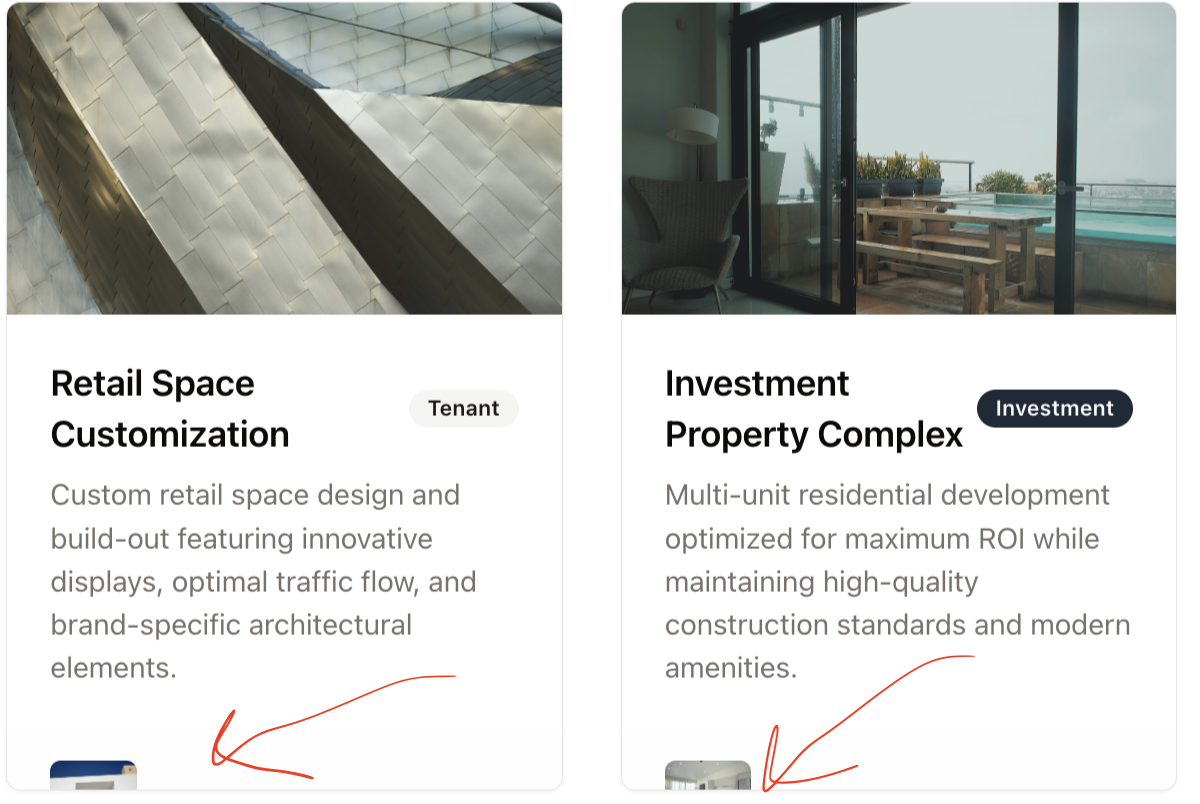 Retail Space
Customization
Tenant
Custom retail space design and
build-out featuring innovative
displays, optimal traffic flow, and
brand-specific architectural
elements.
Investment
Property Complex
Investment
Multi-unit residential development
optimized for maximum ROI while
maintaining high-quality
construction standards and modern
amenities.